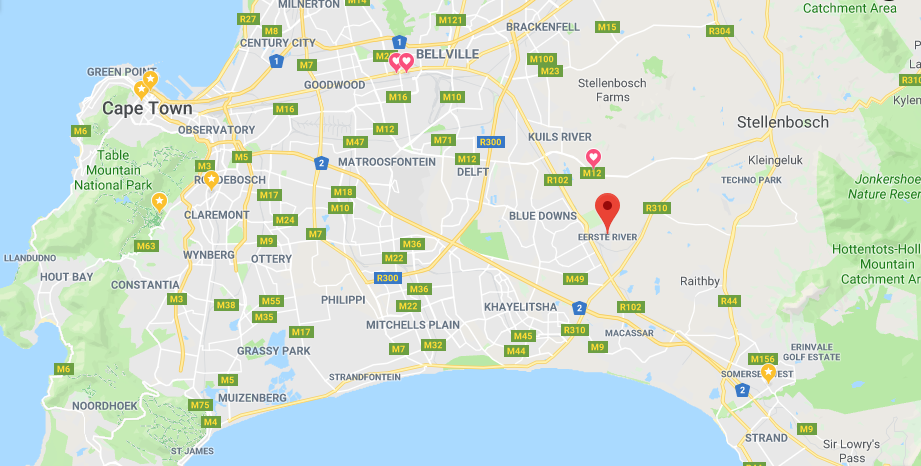 MILNERTON
M14
M121
Catchment Area
R27
M8
CENTURY CITY
BRACKENFELL
M15
R304
1
BELLVILLE
1
M7
M100
M23
GREEN POINT
GOODWOOD
Stellenbosch
Farms
M16
M10
Cape Town
M16
Stellenbosch
M6
OBSERVATORY
M12
M47
M71
R300
KUILS RIVER
Table
Mountain
National Park
M5
M3
2
MATROOSFONTEIN
M12
DELFT
Kleingeluk
M12
R102
TECHNO PARK
M17
M18
M10
R310
Nature Reser
CLAREMONT
M24
BLUE DOWNS
M7
EERSTE RIVER
M63
M9
M36
WYNBERG
OTTERY
M22
LLANDUDNO
HOUT BAY
R300
M49
Hottentots-Holl
Mountain
Catchment Ar
Raithby
CONSTANTIA
M36
M3
M38
M55
M35
PHILIPPI
M22
KHAYELITSHA
2
R102
R44
M17
MITCHELLS PLAIN
M45
R310
MACASSAR
GRASSY PARK
M7
M32
M44
M9
ERINVALE
GOLF ESTATE
M156
M6
M5
STRANDFONTEIN
2
NOORDHOEK
M75
MUIZENBERG
M4
M9
STRAND
ST JAMES
Sir Lowry's
Pass